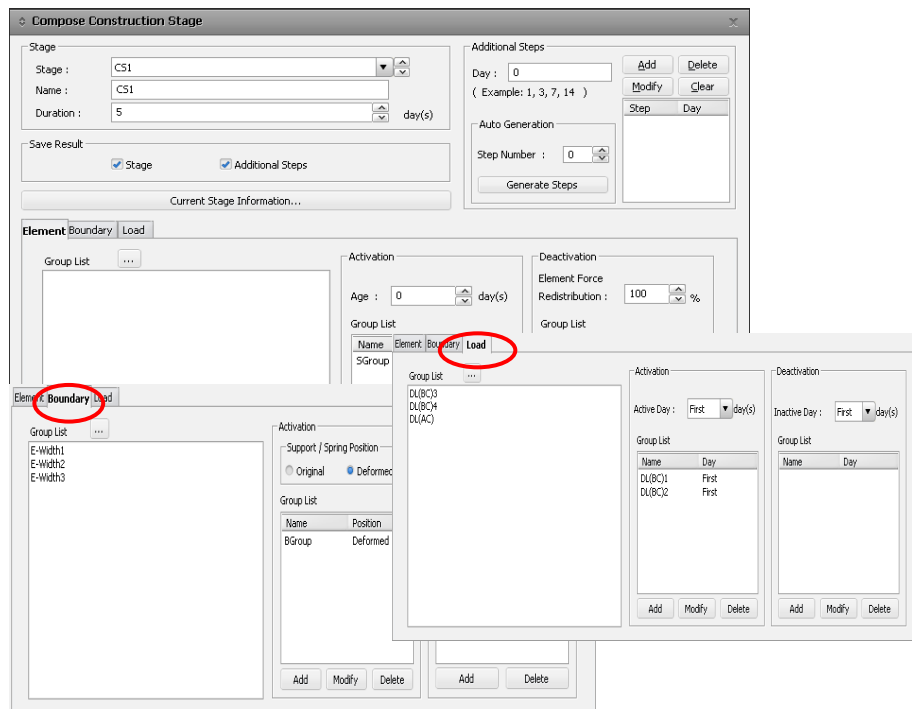 Compose Construction Stage
Stage
Stage :
CS1
Name :
CS1
Duration :
5
day(s)
Save Result
Stage
Additional Steps
Current Stage Information...
Additional Steps
Day :
0
( Example: 1, 3, 7, 14 )
Add
Delete
Modify
Clear
Step
Day
Auto Generation
Step Number :
0
Generate Steps
Element
Boundary
Load
Group List
...
Activation
Age :
0
day(s)
Group List
Name
SGroup
Deactivation
Element Force
Redistribution :
100
%
Group List
Element
Boundary
Load
Group List
...
E-Width1
E-Width2
E-Width3
Activation
Support / Spring Position
Original
Deformed
Group List
Name
Position
BGroup
Deformed
Add
Modify
Delete
Add
Delete
Element
Boundary
Load
Group List
...
DL(BC)3
DL(BC)4
DL(AC)
Activation
Active Day :
First
day(s)
Group List
Name
Day
DL(BC)1
First
DL(BC)2
First
Add
Modify
Delete
Deactivation
Inactive Day :
First
day(s)
Group List
Name
Day
Add
Modify
Delete